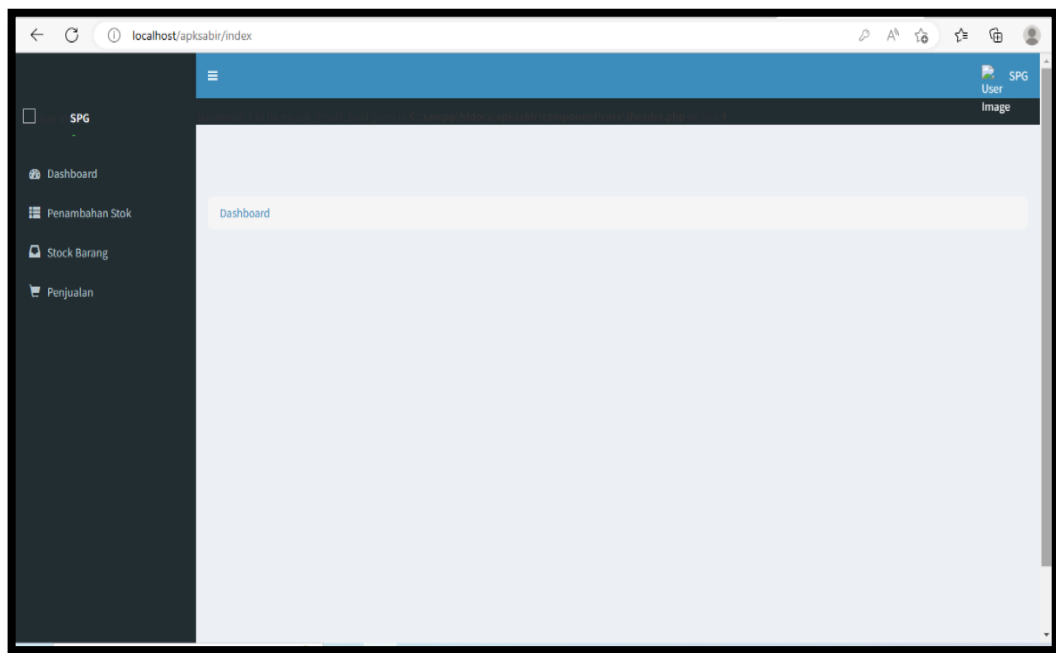 localhost/apksabir/index
SPG
User
Image
SPG
-
Dashboard
Penambahan Stok
Stock Barang
Penjualan
Dashboard